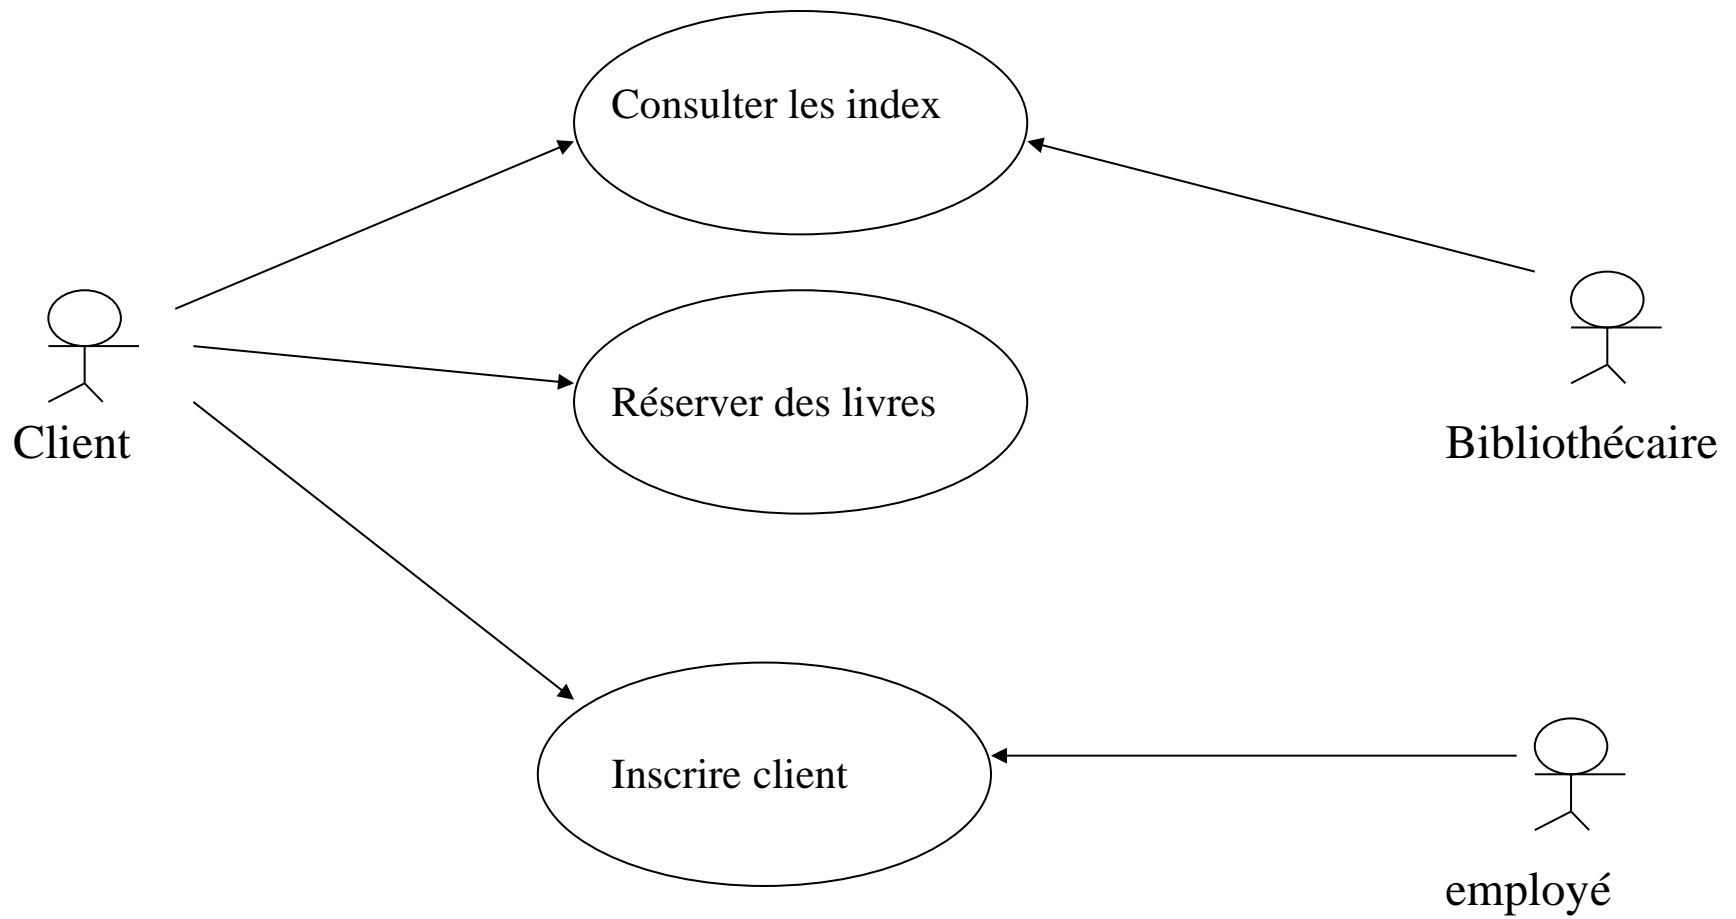 Consulter les index
Réserver des livres
Client
Bibliothécaire
Inscrire client
employé